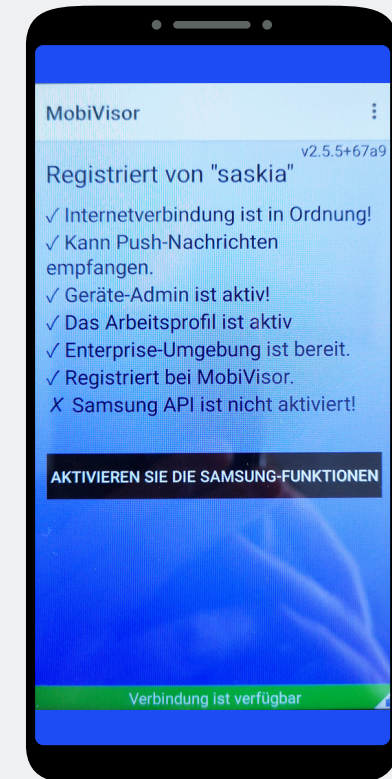 MobiVisor
v2.5.5+67a9
Registriert von "saskia"
✓ Internetverbindung ist in Ordnung!
✓ Kann Push-Nachrichten
empfangen.
✓ Geräte-Admin ist aktiv!
✓ Das Arbeitsprofil ist aktiv
✓ Enterprise-Umgebung ist bereit.
✓ Registriert bei MobiVisor.
X Samsung API ist nicht aktiviert!
AKTIVIEREN SIE DIE SAMSUNG-FUNKTIONEN
Verbindung ist verfügbar